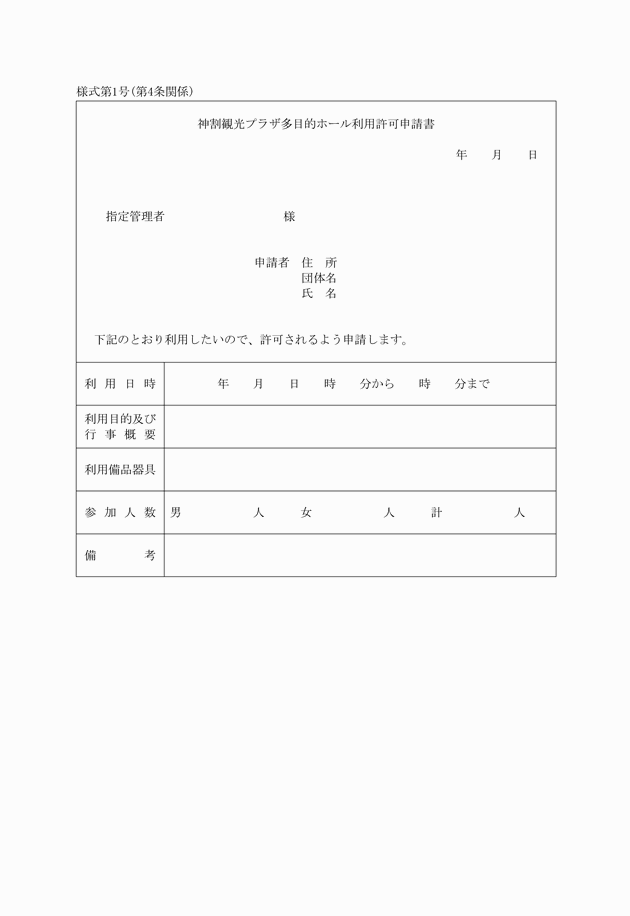 様式第1号(第4条関係)
神割観光プラザ多目的ホール利用許可申請書
年　　月　　日
指定管理者　　　　　　　　　　様
申請者　住　所
団体名
氏　名
下記のとおり利用したいので、許可されるよう申請します。
利用日時　　　　　年　　月　　日　　時　　分から　　時　　分まで
利用目的及び
行事概要
利用備品器具
参加人数　男　　　　　　人　　　女　　　　　　人　　　計　　　　　　人
備　　　　考